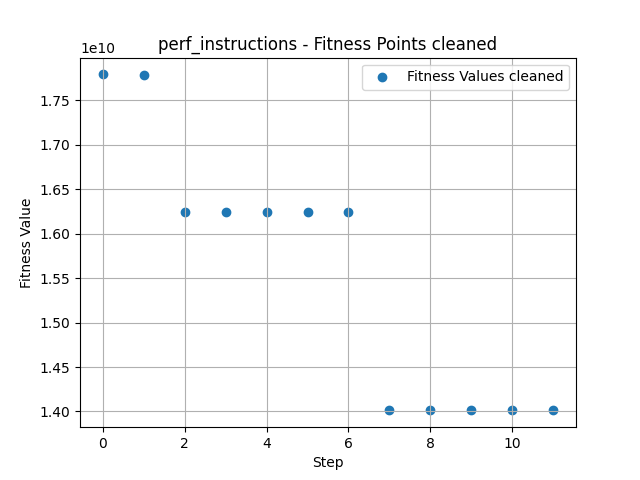 perf_instructions - Fitness Points cleaned
1e10
Fitness Values cleaned
1.75
1.70
1.65
1.60
1.55
1.50
1.45
1.40
Fitness Value
0 2 4 6 8 10
Step